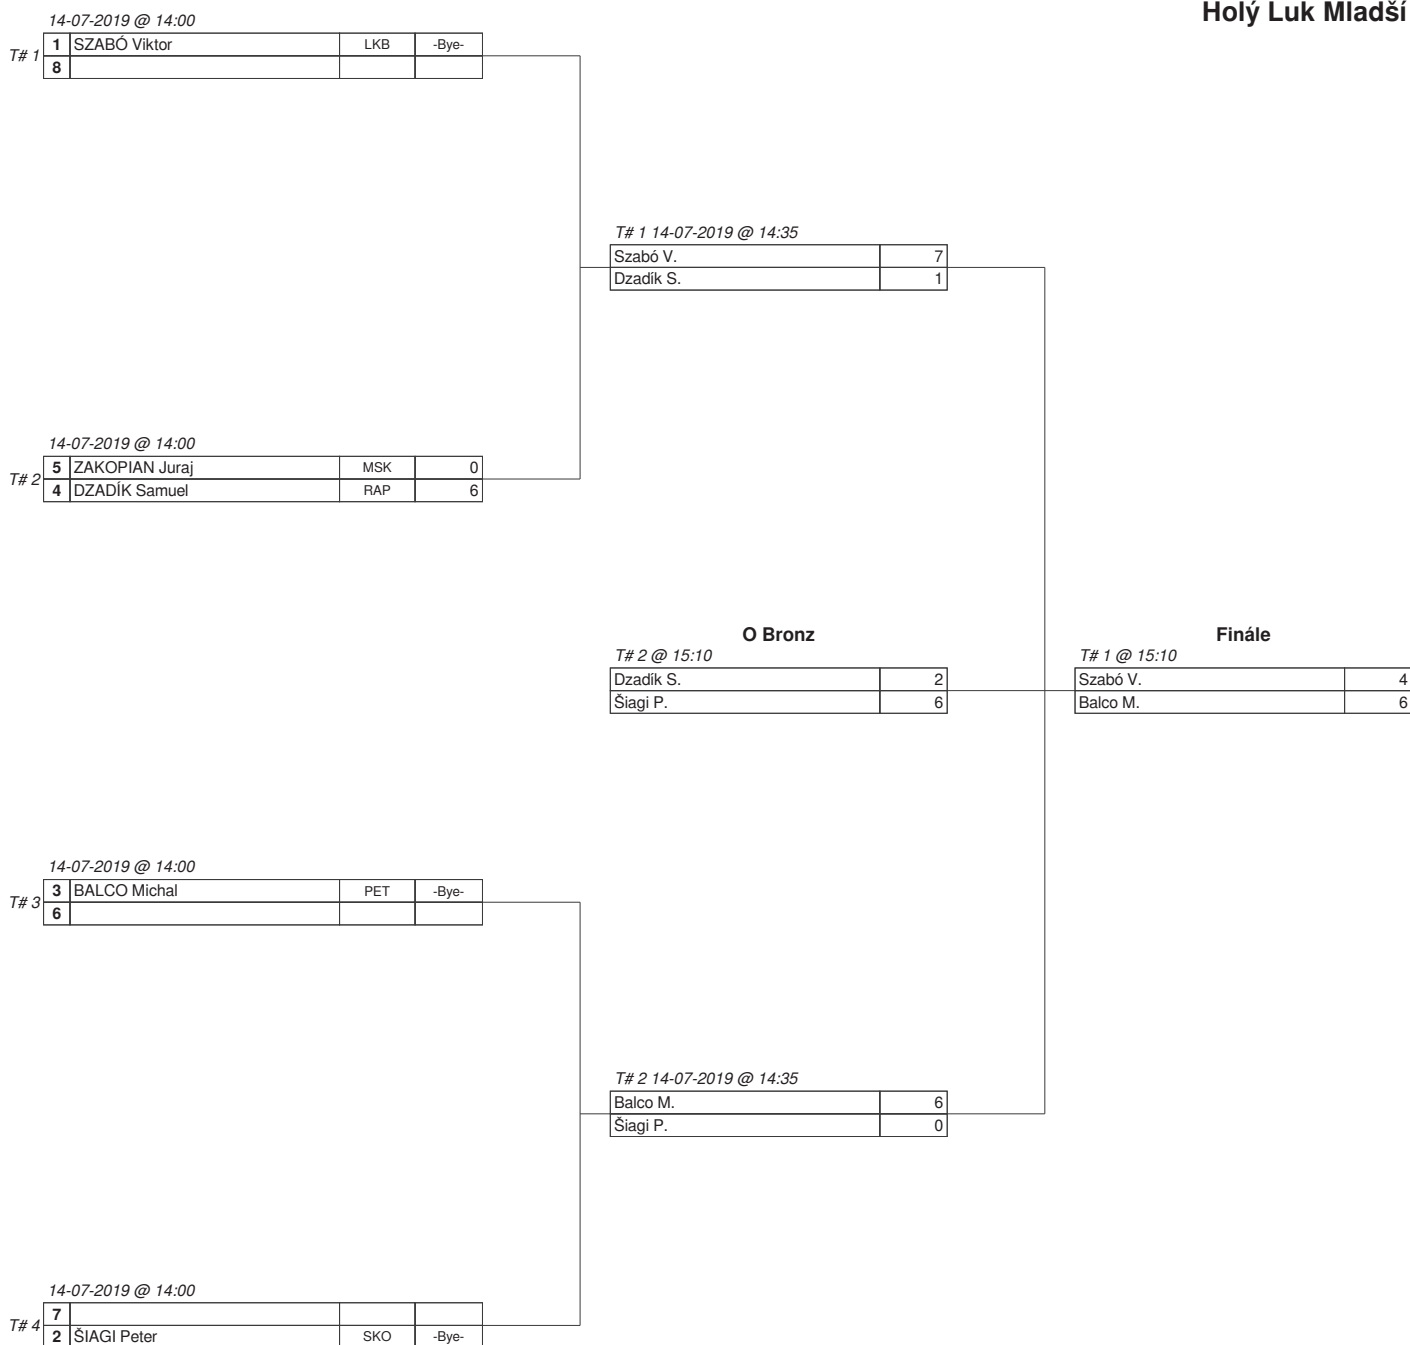 Holý Luk Mladší
14-07-2019 @ 14:00
T# 1
1 SZABÓ Viktor LKB -Bye-
8
T# 1 14-07-2019 @ 14:35
Szabó V. 7
Dzadík S. 1
14-07-2019 @ 14:00
T# 2
5 ZAKOPIAN Juraj MSK 0
4 DZADÍK Samuel RAP 6
O Bronz
T# 2 @ 15:10
Dzadík S. 2
Šiagi P. 6
Finále
T# 1 @ 15:10
Szabó V. 4
Balco M. 6
14-07-2019 @ 14:00
T# 3
3 BALCO Michal PET -Bye-
6
T# 2 14-07-2019 @ 14:35
Balco M. 6
Šiagi P. 0
14-07-2019 @ 14:00
T# 4
7
2 ŠIAGI Peter SKO -Bye-